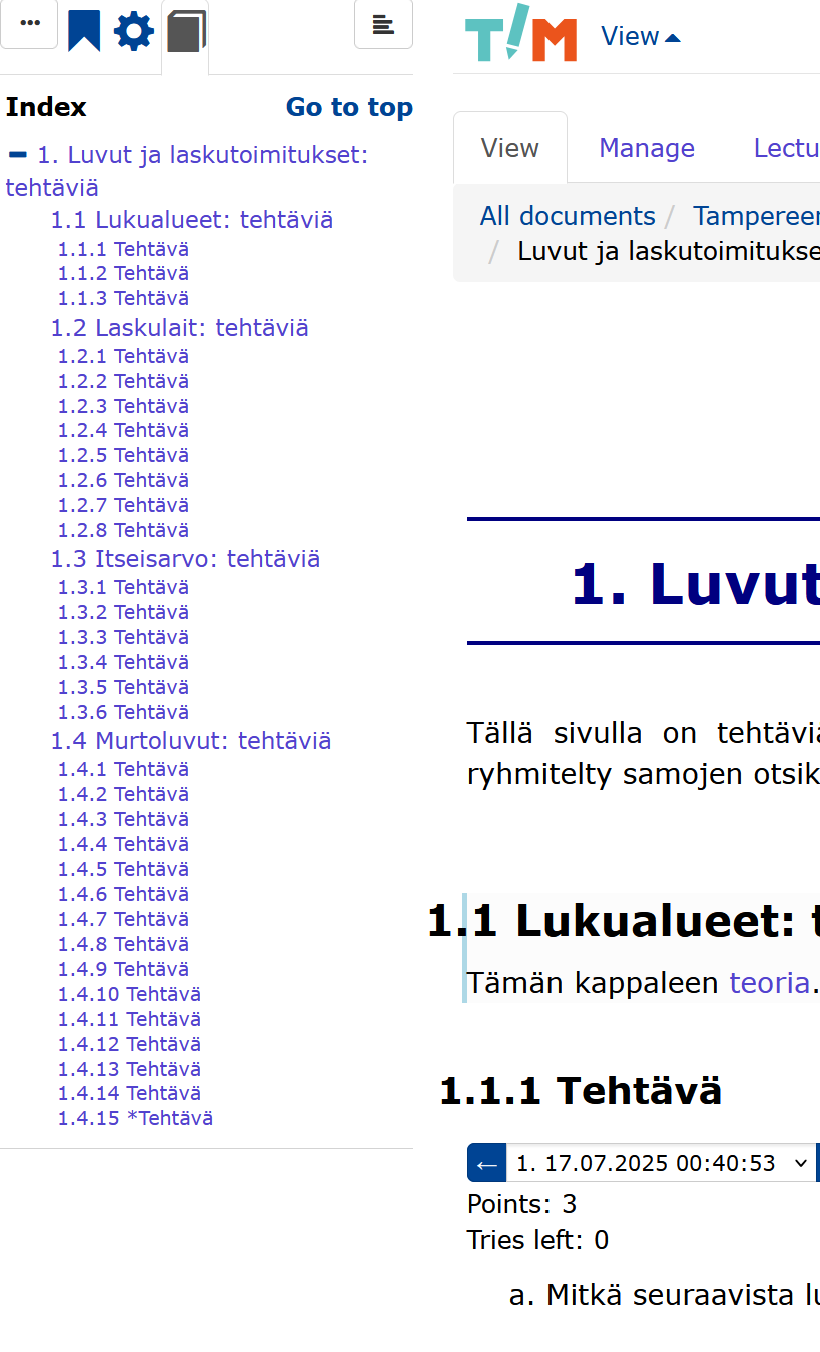 Index
Go to top
1. Luvut ja laskutoimitukset:
tehtäviä
1.1 Lukualueet: tehtäviä
1.1.1 Tehtävä
1.1.2 Tehtävä
1.1.3 Tehtävä
1.2 Laskulait: tehtäviä
1.2.1 Tehtävä
1.2.2 Tehtävä
1.2.3 Tehtävä
1.2.4 Tehtävä
1.2.5 Tehtävä
1.2.6 Tehtävä
1.2.7 Tehtävä
1.2.8 Tehtävä
1.3 Itseisarvo: tehtäviä
1.3.1 Tehtävä
1.3.2 Tehtävä
1.3.3 Tehtävä
1.3.4 Tehtävä
1.3.5 Tehtävä
1.3.6 Tehtävä
1.4 Murtoluvut: tehtäviä
1.4.1 Tehtävä
1.4.2 Tehtävä
1.4.3 Tehtävä
1.4.4 Tehtävä
1.4.5 Tehtävä
1.4.6 Tehtävä
1.4.7 Tehtävä
1.4.8 Tehtävä
1.4.9 Tehtävä
1.4.10 Tehtävä
1.4.11 Tehtävä
1.4.12 Tehtävä
1.4.13 Tehtävä
1.4.14 Tehtävä
1.4.15 *Tehtävä
TIM
View
View Manage Lectu
All documents / Tampereen
/ Luvut ja laskutoimitukse
1. Luvut
Tällä sivulla on tehtäviä
ryhmitelty samojen otsik
1.1 Lukualueet: t
Tämän kappaleen teoria.
1.1.1 Tehtävä
← 1. 17.07.2025 00:40:53
Points: 3
Tries left: 0
a. Mitkä seuraavista lu